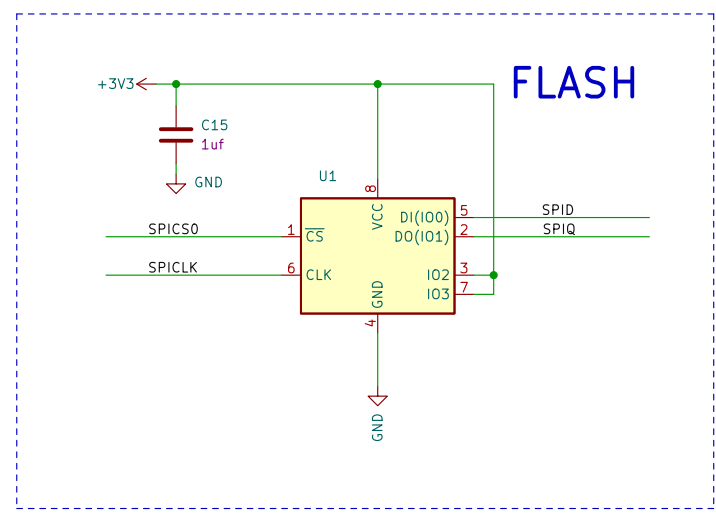 FLASH
+3V3
C15
1uf
GND
U1
8
VCC
SPICS0
1
CS
SPICLK
6
CLK
DI(IO0)
5
SPID
DO(IO1)
2
SPIQ
IO2
3
IO3
7
GND
4
GND